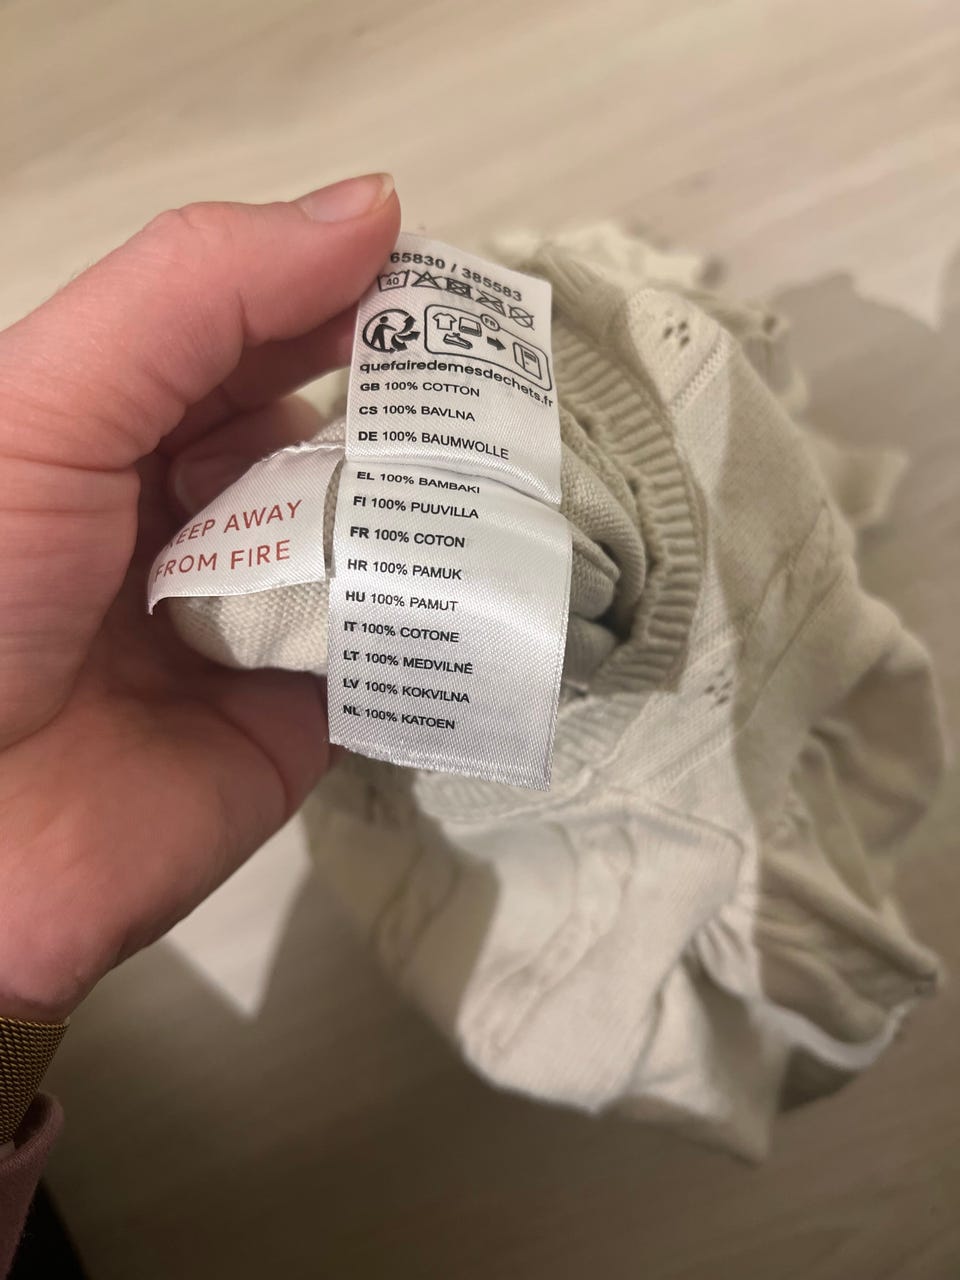 65830 / 385583
40
FR
quefairedemesdechets.fr
GB 100% COTTON
CS 100% BAVLNA
DE 100% BAUMWOLLE
EL 100% BAMBAKI
FI 100% PUUVILLA
FR 100% COTON
HR 100% PAMUK
HU 100% PAMUT
IT 100% COTONE
LT 100% MEDVILNĖ
LV 100% KOKVILNA
NL 100% KATOEN
KEEP AWAY
FROM FIRE